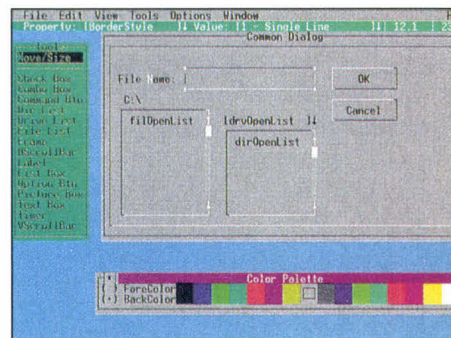 File Edit View Tools Options Window H
Property: [BorderStyle ]↓ Value: [1 - Single Line ]↓| 12,1 | 23
Common Dialog
Tool
Move/Size
Check Box
Combo Box
Command Btn
Dir List
Drive List
File List
Frame
HScrollBar
Label
List Box
Option Btn
Picture Box
Text Box
Timer
VScrollBar
File Name:
OK
C:\
Cancel
filOpenList
[drvOpenList ]↓
dirOpenList
Color Palette
( ) ForeColor
(•) BackColor